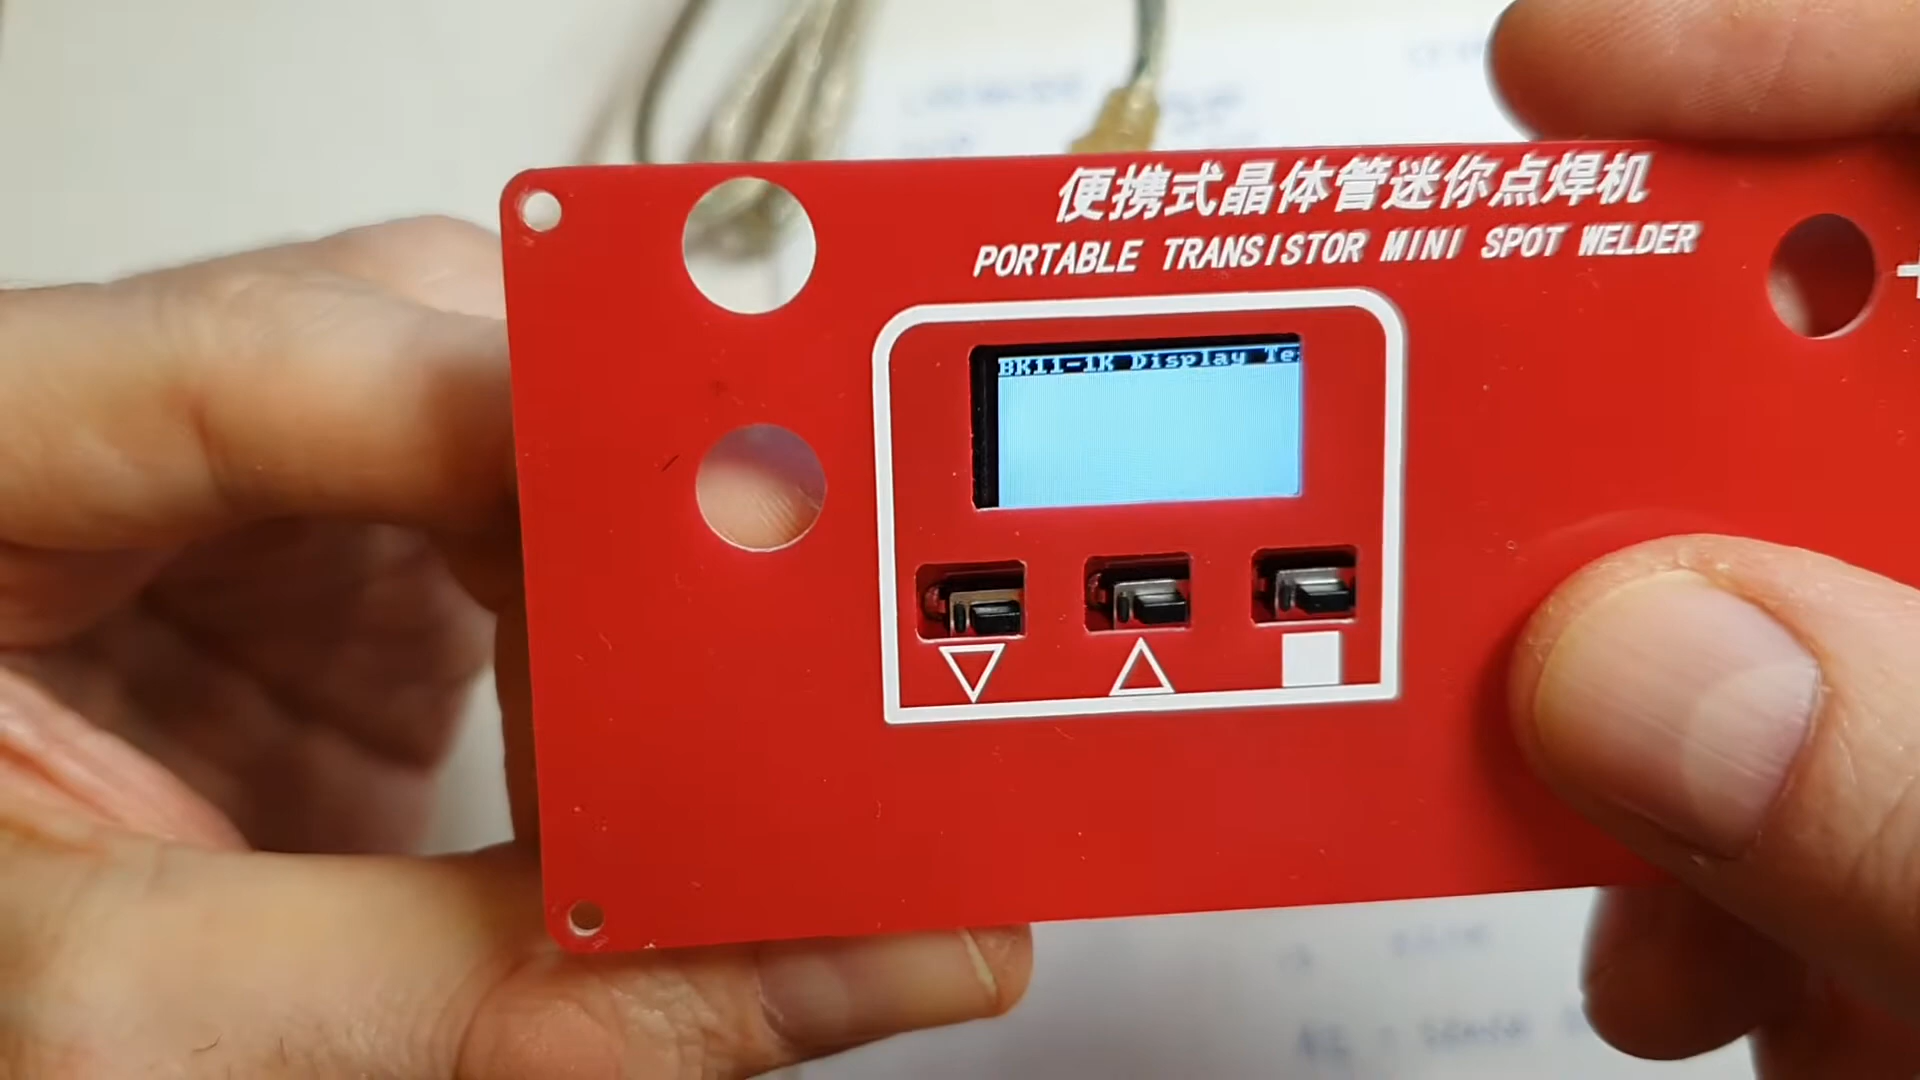 便携式晶体管迷你点焊机
PORTABLE TRANSISTOR MINI SPOT WELDER
+
BK11-1K Display Te